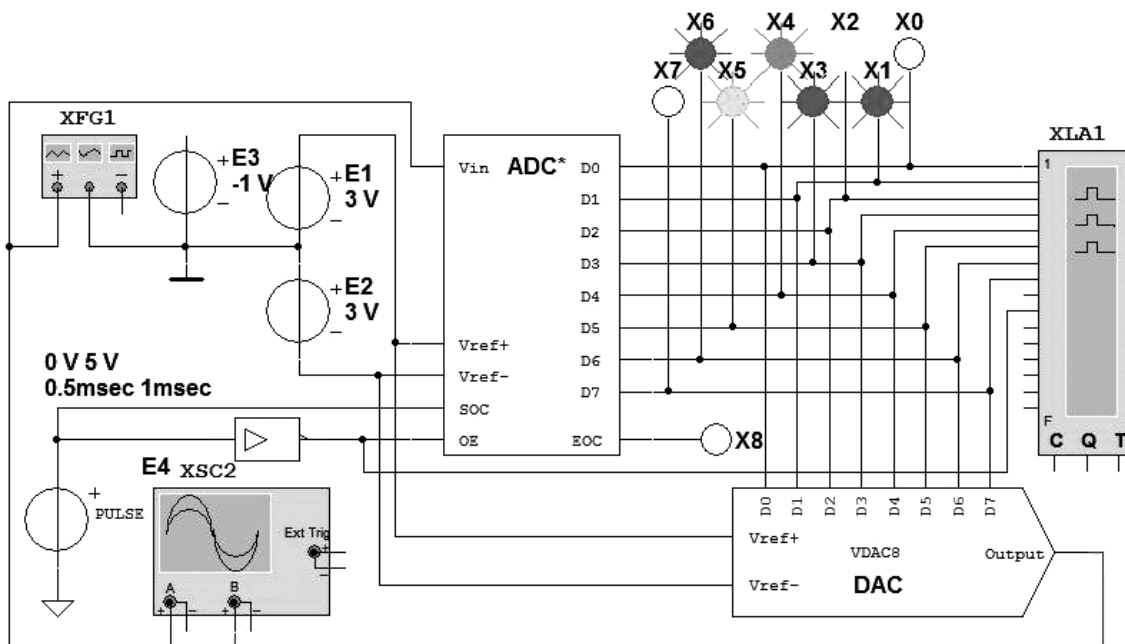 X6 X4 X2 X0
X7 X5 X3 X1
XFG1
XLA1
+ −
+ E3
-1 V
−
+ E1
3 V
−
+ E2
3 V
−
Vin ADC* D0
D1
D2
D3
D4
D5
D6
D7
Vref+
Vref-
SOC
OE EOC
X8
1
F
C Q T
0 V 5 V
0.5msec 1msec
E4 XSC2
+
PULSE
Ext Trig
+
−
A B
+ − + −
D0 D1 D2 D3 D4 D5 D6 D7
Vref+ VDAC8 Output
Vref- DAC